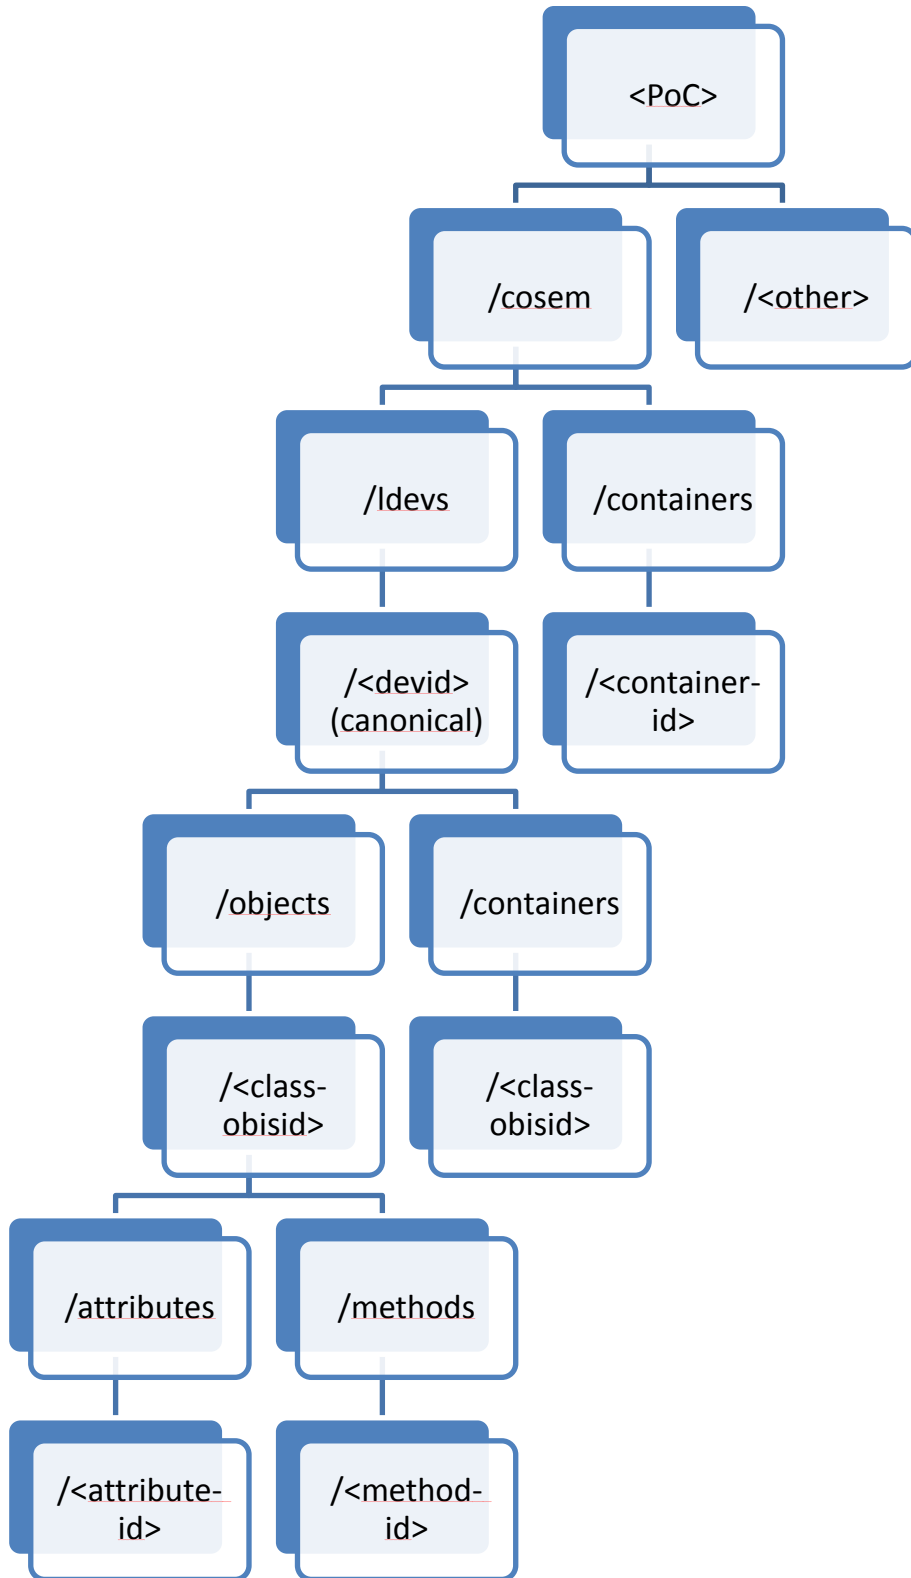 <PoC>
/cosem
/<other>
/ldevs
/containers
/<devid>
(canonical)
/<container-
id>
/objects
/containers
/<class-
obisid>
/<class-
obisid>
/attributes
/methods
/<attribute-
id>
/<method-
id>